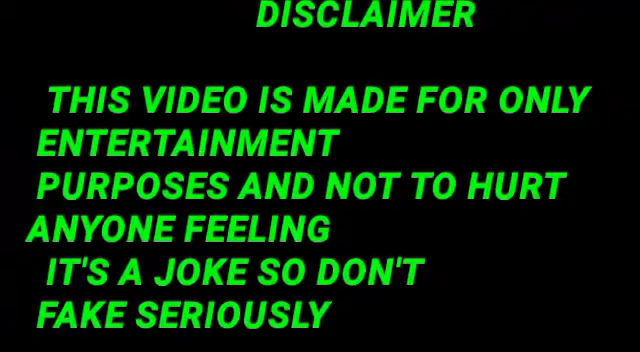 DISCLAIMER
THIS VIDEO IS MADE FOR ONLY
ENTERTAINMENT
PURPOSES AND NOT TO HURT
ANYONE FEELING
IT'S A JOKE SO DON'T
FAKE SERIOUSLY